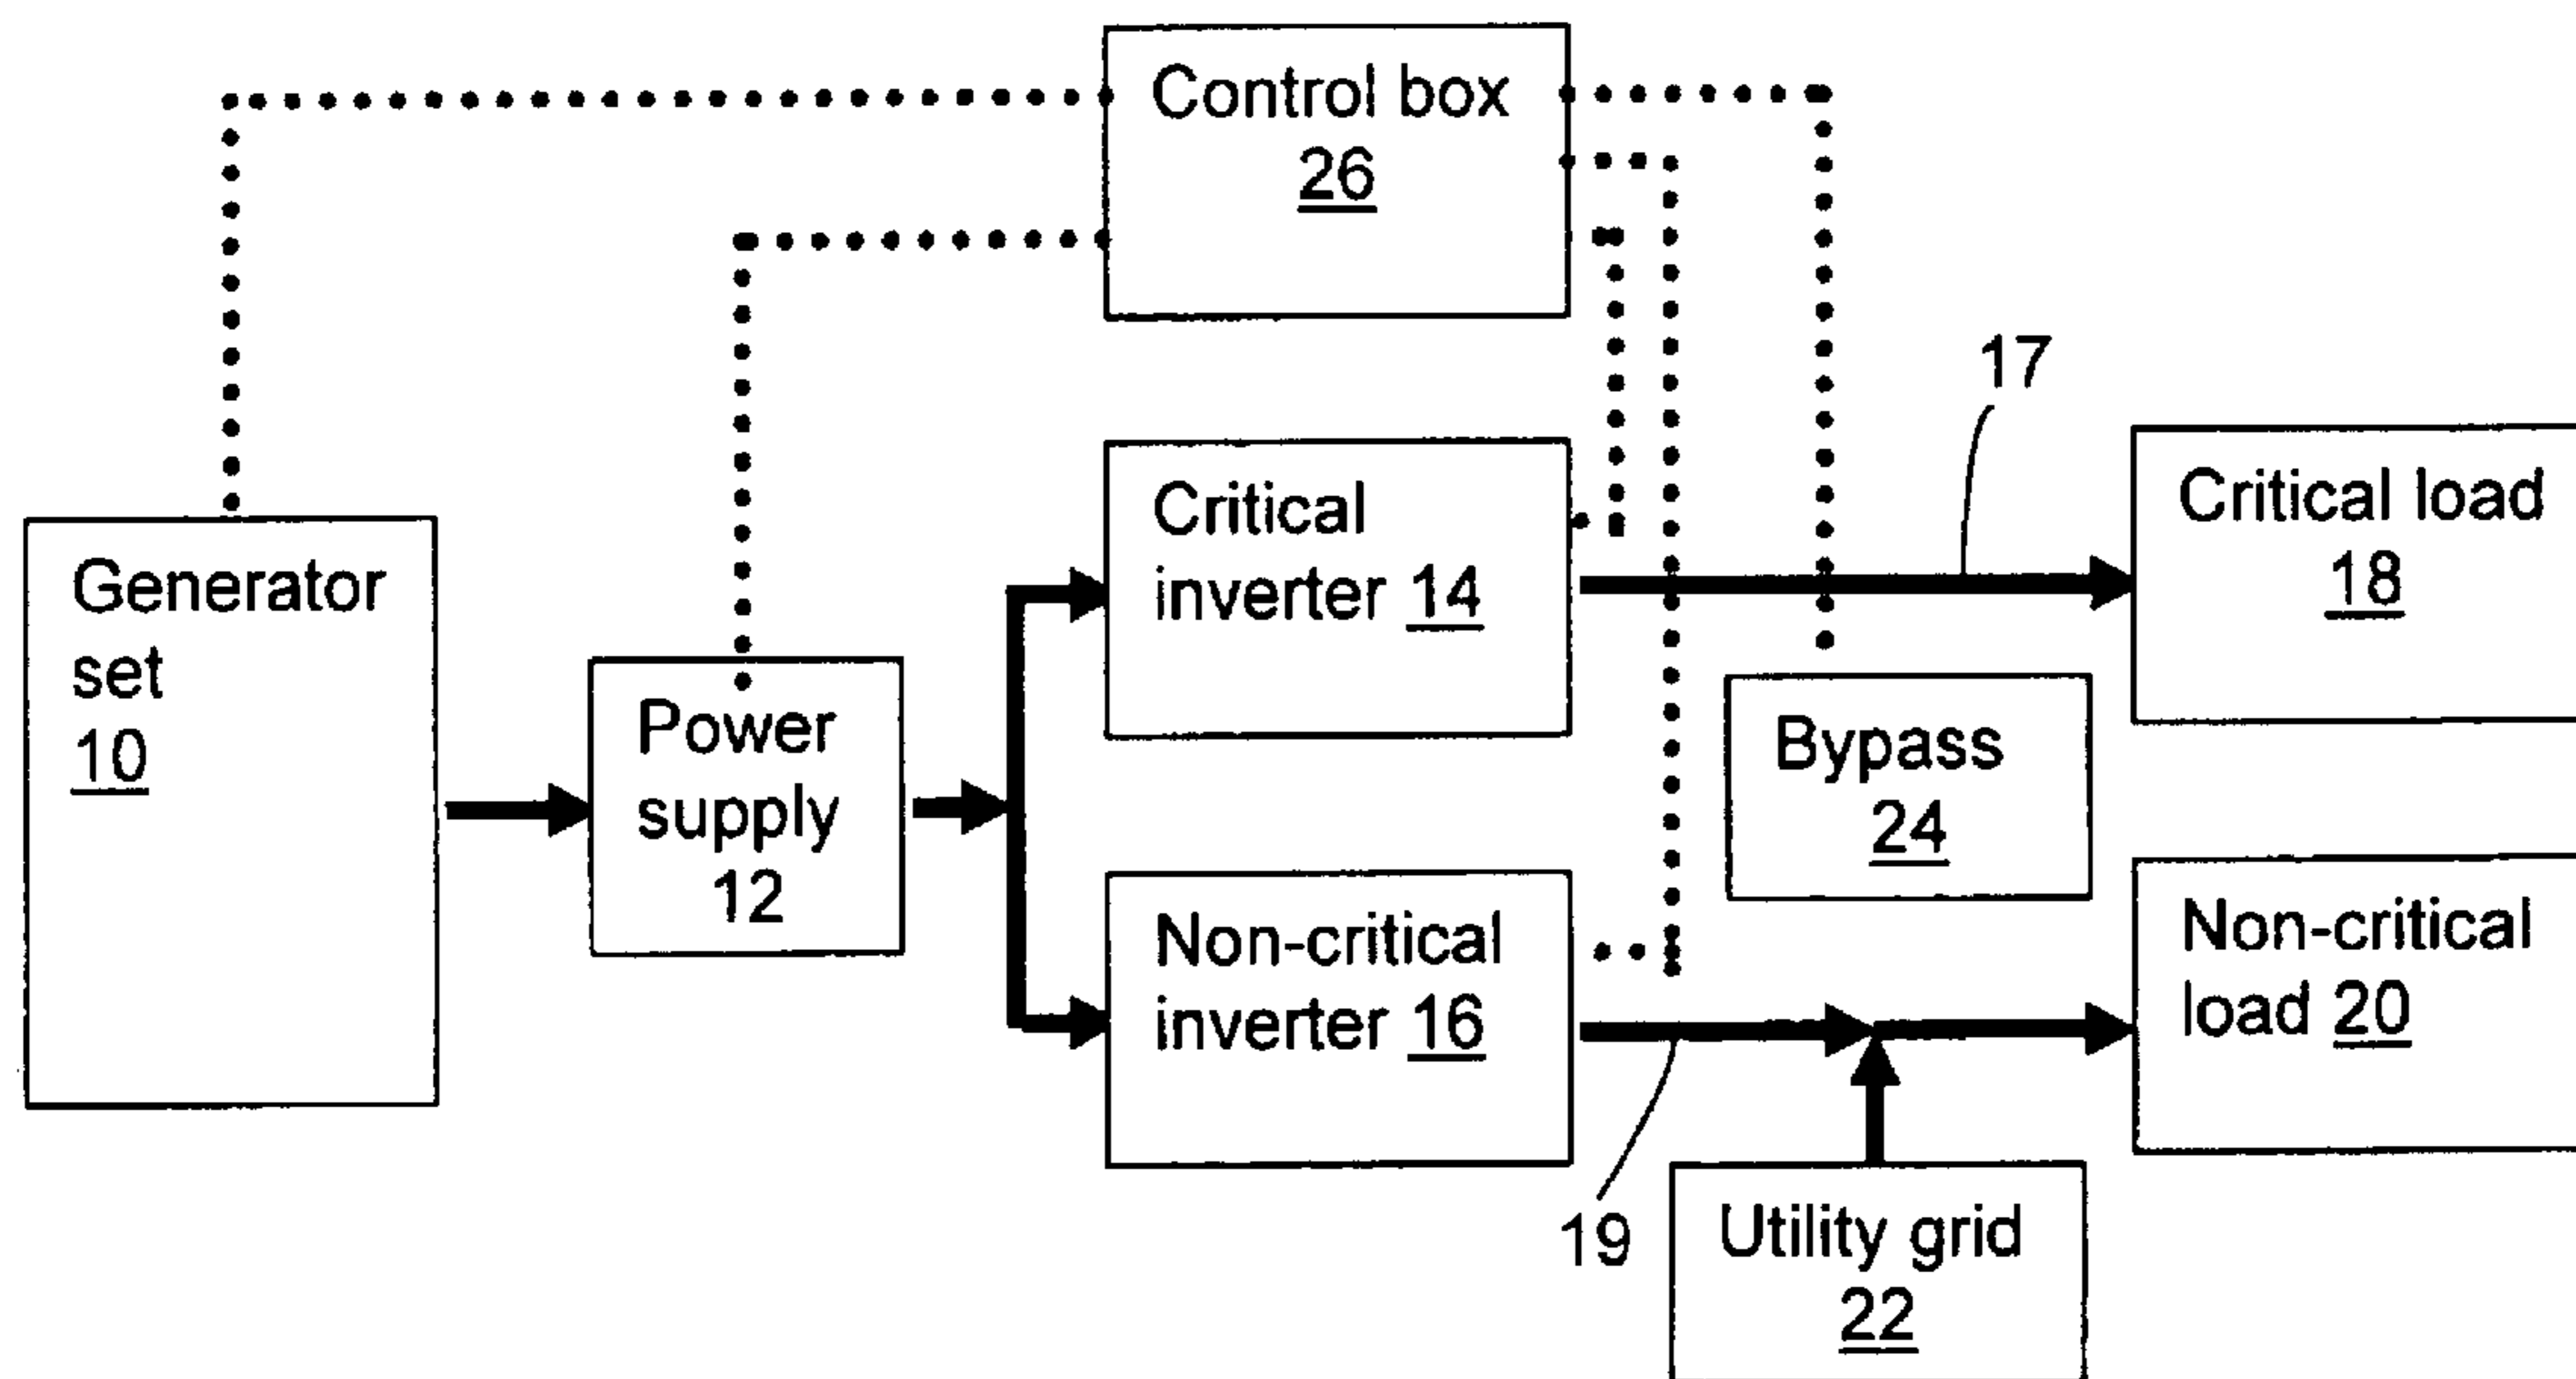 Control box
26
17
Critical load
18
Critical
inverter 14
Generator
set
10
Power
supply
12
Bypass
24
Non-critical
load 20
Non-critical
inverter 16
19
Utility grid
22